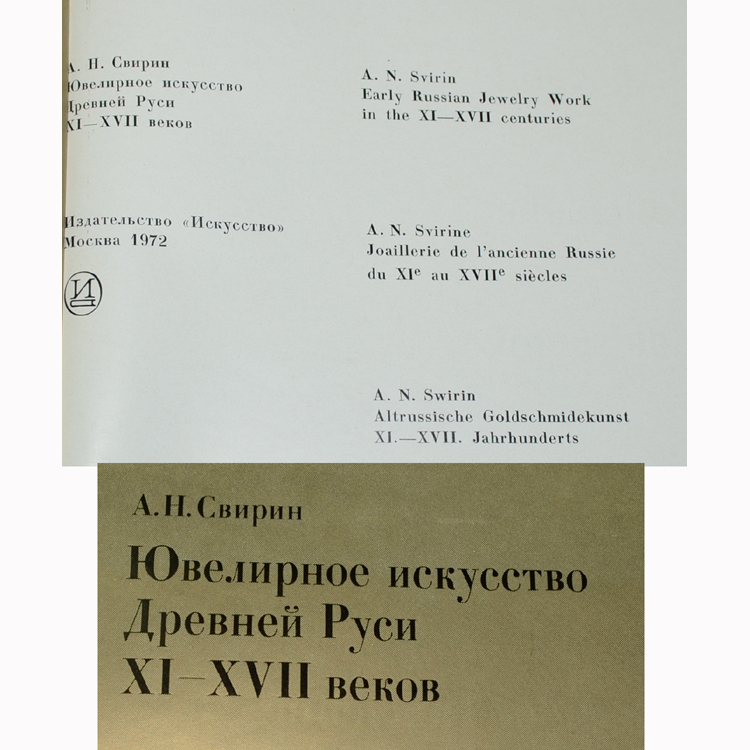 А. Н. Свирин
Ювелирное искусство
Древней Руси
XI—XVII веков
A. N. Svirin
Early Russian Jewelry Work
in the XI—XVII centuries
Издательство «Искусство»
Москва 1972
И
A. N. Svirine
Joaillerie de l'ancienne Russie
du XIe au XVIIe siècles
A. N. Swirin
Altrussische Goldschmidekunst
XI.—XVII. Jahrhunderts
А.Н.Свирин
Ювелирное искусство
Древней Руси
XI–XVII веков